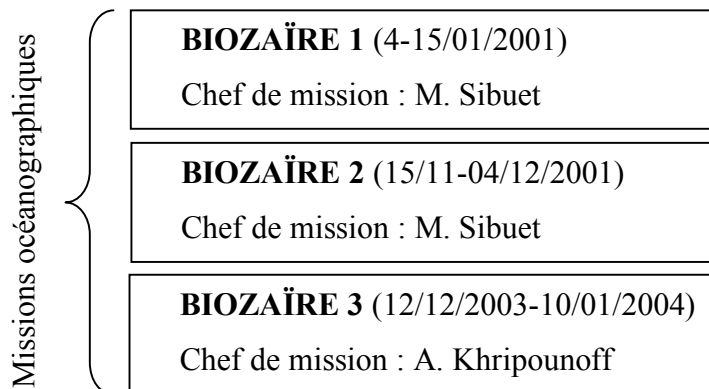 Missions océanographiques
BIOZAÏRE 1 (4-15/01/2001)
Chef de mission : M. Sibuet
BIOZAÏRE 2 (15/11-04/12/2001)
Chef de mission : M. Sibuet
BIOZAÏRE 3 (12/12/2003-10/01/2004)
Chef de mission : A. Khripounoff